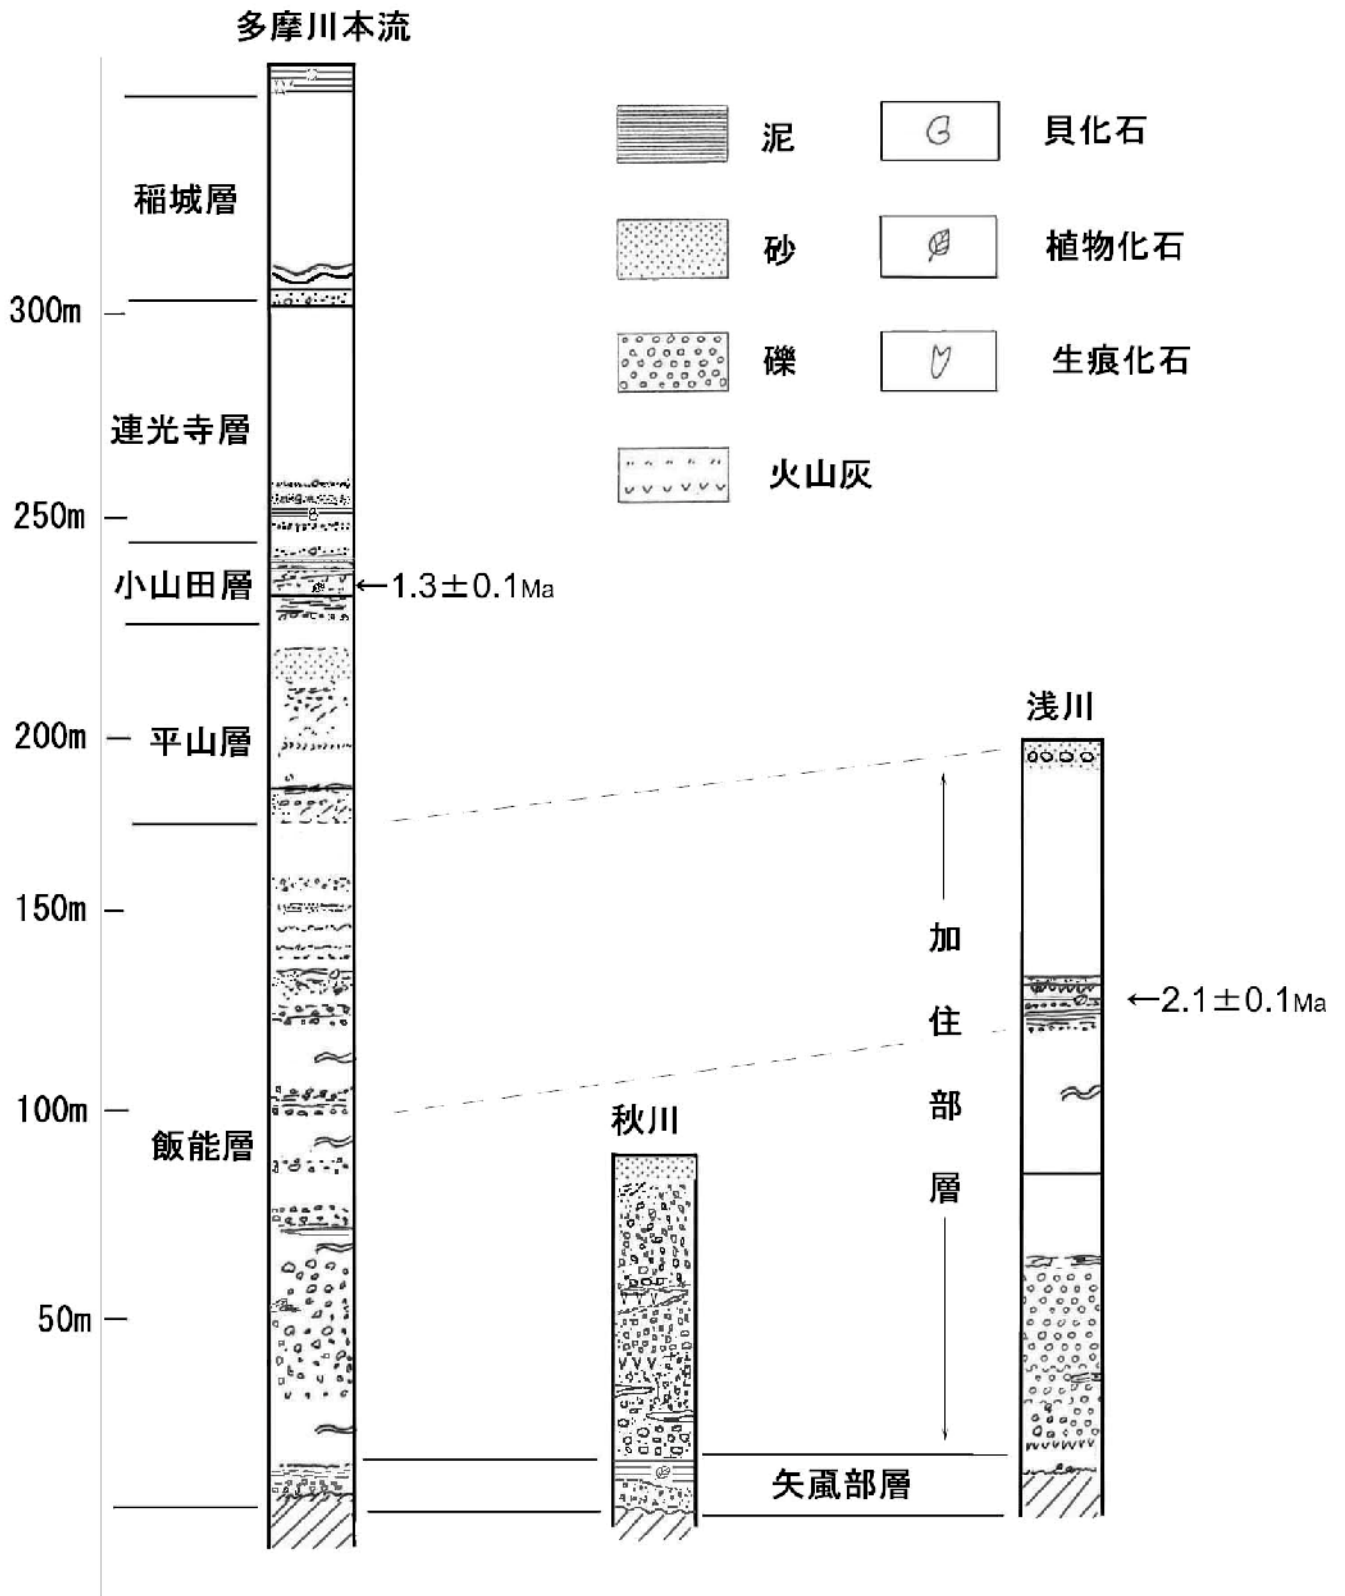 多摩川本流
泥
貝化石
砂
植物化石
礫
生痕化石
火山灰
稲城層
300m
連光寺層
250m
小山田層
←1.3±0.1Ma
平山層
200m
浅川
150m
←2.1±0.1Ma
加住部層
100m
秋川
飯能層
50m
矢颪部層